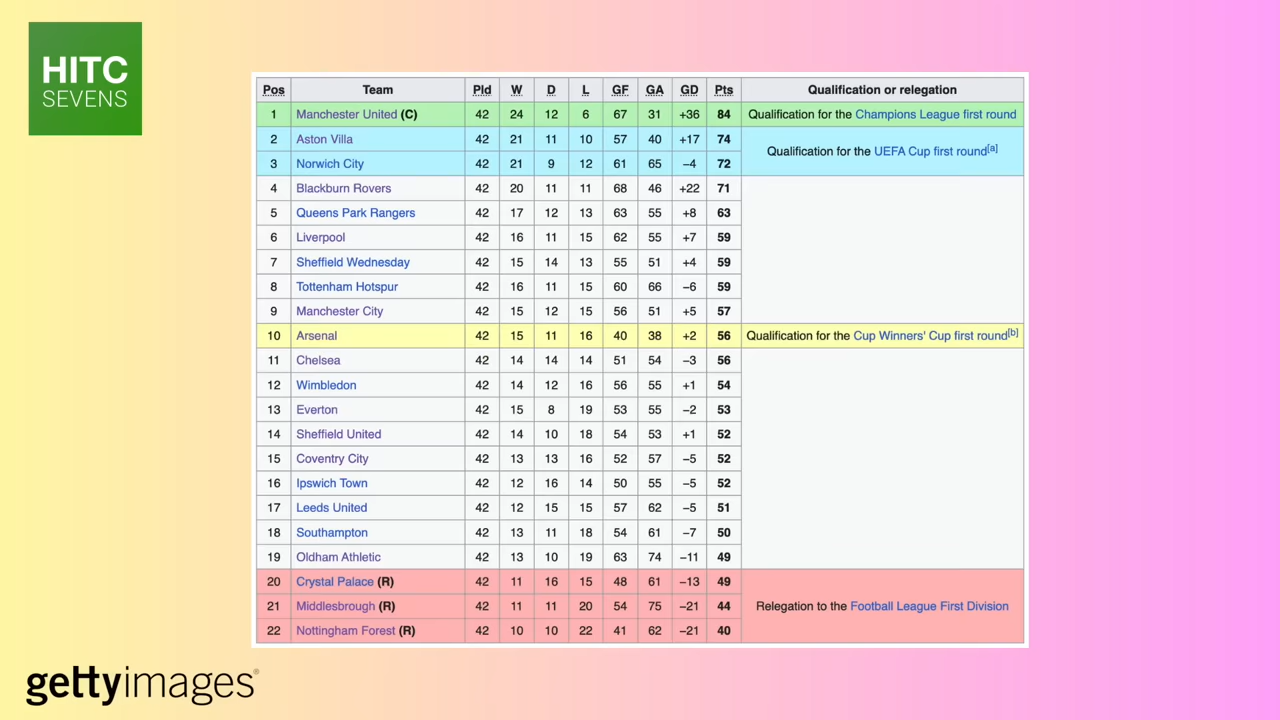 HITC
SEVENS
Pos Team Pld W D L GF GA GD Pts Qualification or relegation
1 Manchester United (C) 42 24 12 6 67 31 +36 84 Qualification for the Champions League first round
2 Aston Villa 42 21 11 10 57 40 +17 74 Qualification for the UEFA Cup first round[a]
3 Norwich City 42 21 9 12 61 65 −4 72
4 Blackburn Rovers 42 20 11 11 68 46 +22 71
5 Queens Park Rangers 42 17 12 13 63 55 +8 63
6 Liverpool 42 16 11 15 62 55 +7 59
7 Sheffield Wednesday 42 15 14 13 55 51 +4 59
8 Tottenham Hotspur 42 16 11 15 60 66 −6 59
9 Manchester City 42 15 12 15 56 51 +5 57
10 Arsenal 42 15 11 16 40 38 +2 56 Qualification for the Cup Winners' Cup first round[b]
11 Chelsea 42 14 14 14 51 54 −3 56
12 Wimbledon 42 14 12 16 56 55 +1 54
13 Everton 42 15 8 19 53 55 −2 53
14 Sheffield United 42 14 10 18 54 53 +1 52
15 Coventry City 42 13 13 16 52 57 −5 52
16 Ipswich Town 42 12 16 14 50 55 −5 52
17 Leeds United 42 12 15 15 57 62 −5 51
18 Southampton 42 13 11 18 54 61 −7 50
19 Oldham Athletic 42 13 10 19 63 74 −11 49
20 Crystal Palace (R) 42 11 16 15 48 61 −13 49
21 Middlesbrough (R) 42 11 11 20 54 75 −21 44 Relegation to the Football League First Division
22 Nottingham Forest (R) 42 10 10 22 41 62 −21 40
gettyimages®